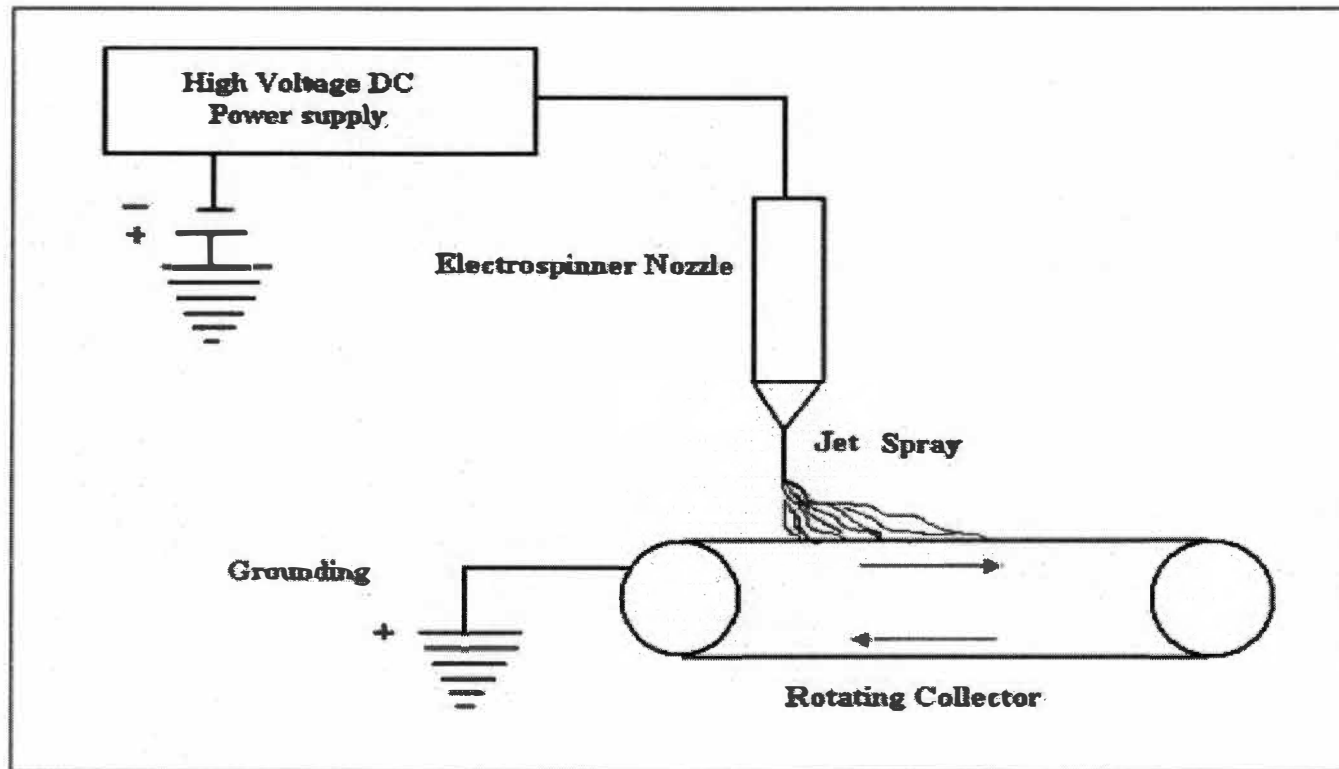 High Voltage DC
Power supply
−
+
Electrospinner Nozzle
Jet Spray
Grounding
+
Rotating Collector